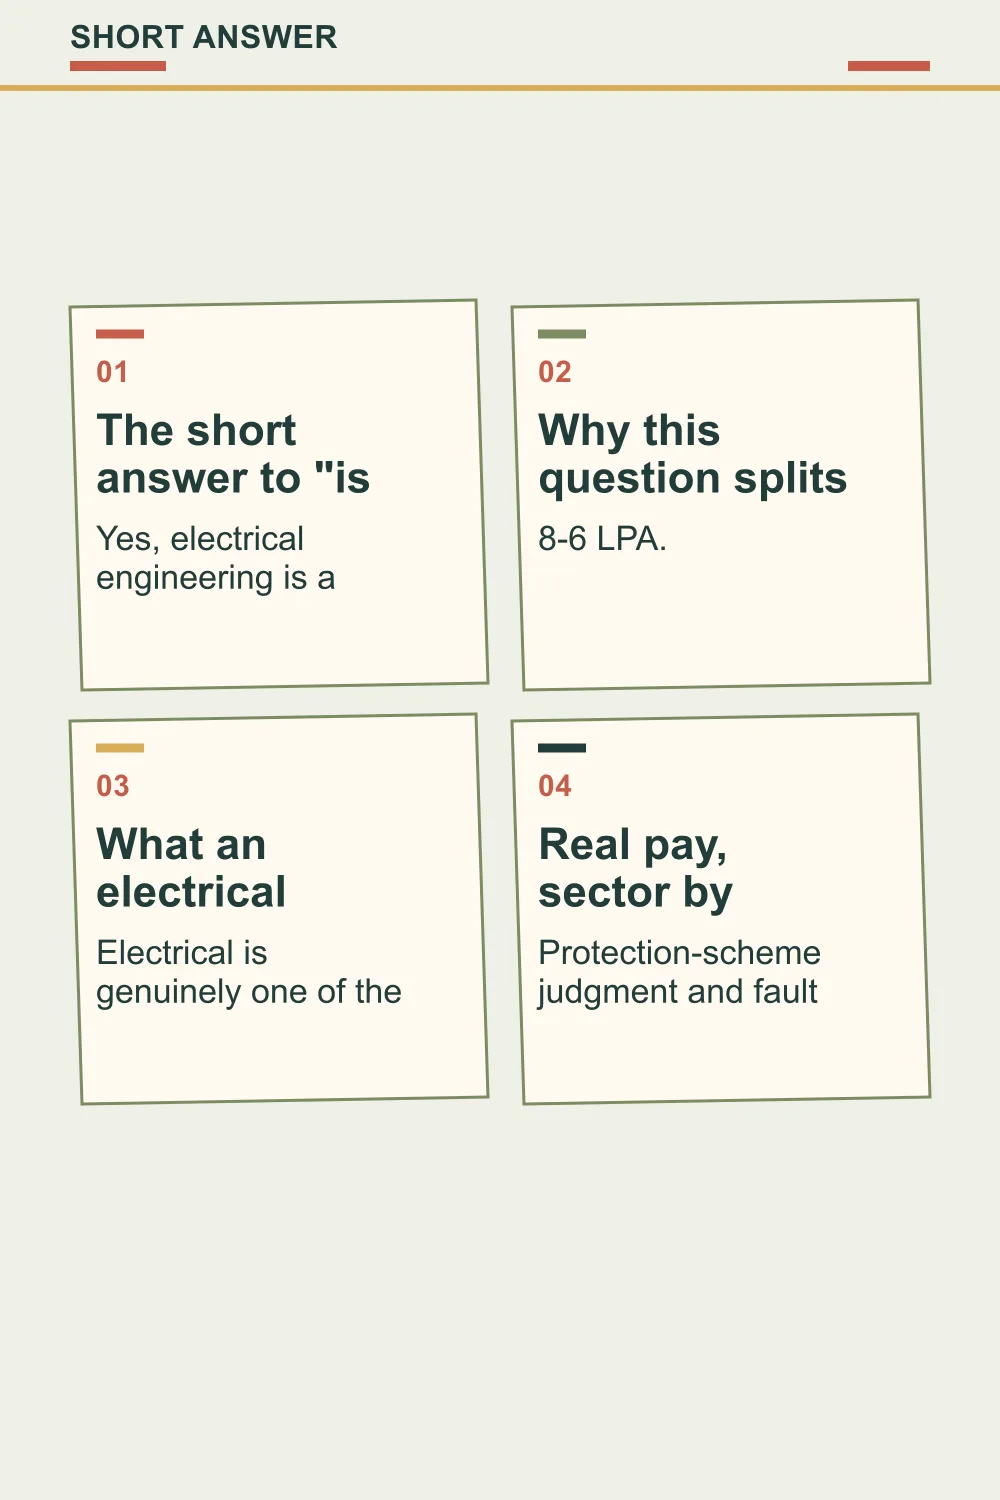 SHORT ANSWER
01
The short
answer to "is
Yes, electrical
engineering is a
02
Why this
question splits
8-6 LPA.
03
What an
electrical
Electrical is
genuinely one of the
04
Real pay,
sector by
Protection-scheme
judgment and fault